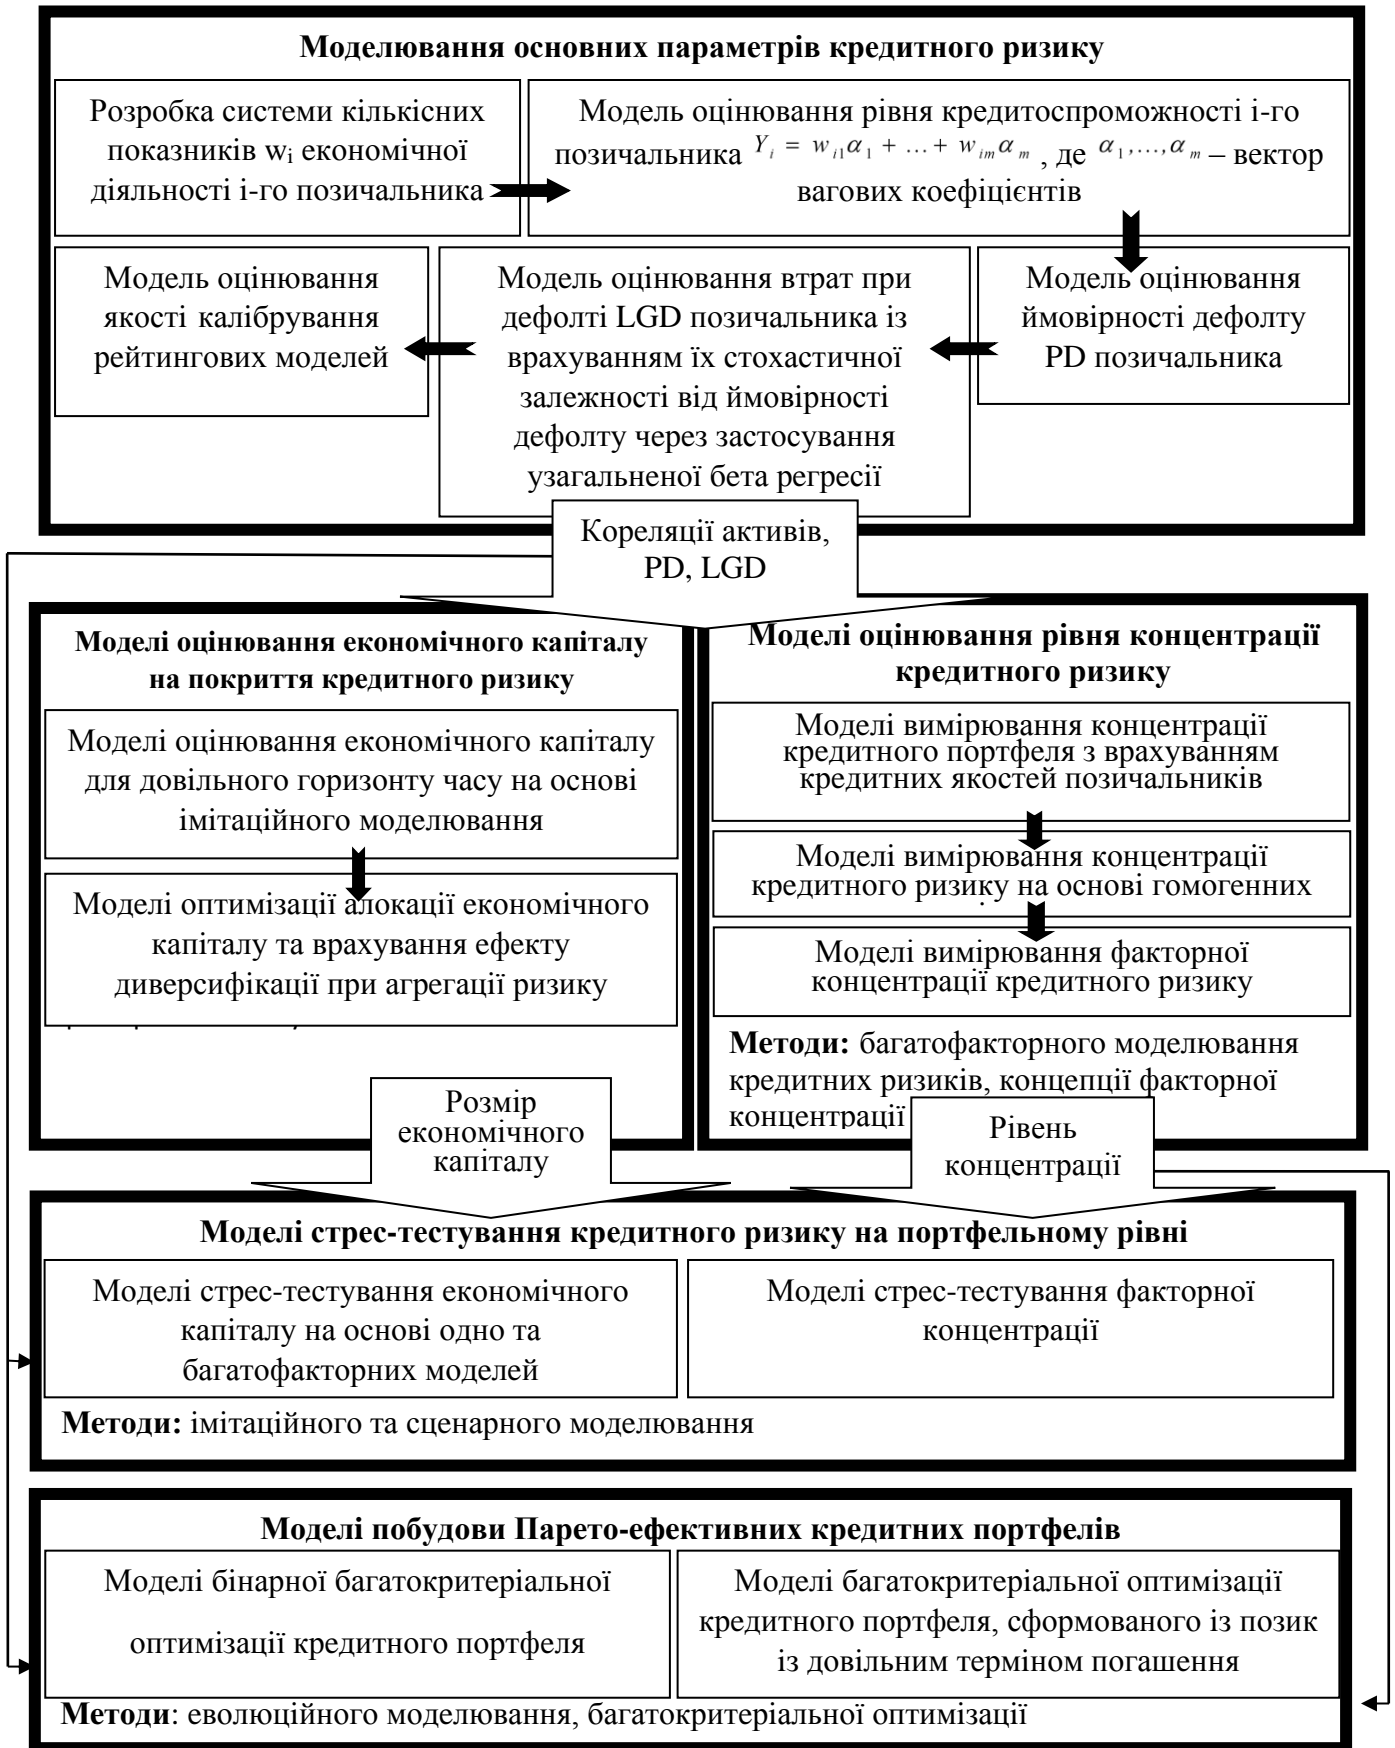 Моделювання основних параметрів кредитного ризику
Розробка системи кількісних
показників wᵢ економічної
діяльності і-го позичальника
Модель оцінювання рівня кредитоспроможності і-го
позичальника Y_i = w_{i1}α_1 + … + w_{im}α_m , де α_1,…,α_m – вектор
вагових коефіцієнтів
Модель оцінювання
якості калібрування
рейтингових моделей
Модель оцінювання втрат при
дефолті LGD позичальника із
врахуванням їх стохастичної
залежності від ймовірності
дефолту через застосування
узагальненої бета регресії
Модель оцінювання
ймовірності дефолту
PD позичальника
Кореляції активів,
PD, LGD
Моделі оцінювання економічного капіталу
на покриття кредитного ризику
Моделі оцінювання економічного капіталу
для довільного горизонту часу на основі
імітаційного моделювання
Моделі оптимізації алокації економічного
капіталу та врахування ефекту
диверсифікації при агрегації ризику
Моделі оцінювання рівня концентрації
кредитного ризику
Моделі вимірювання концентрації
кредитного портфеля з врахуванням
кредитних якостей позичальників
Моделі вимірювання концентрації
кредитного ризику на основі гомогенних
Моделі вимірювання факторної
концентрації кредитного ризику
Методи: багатофакторного моделювання
кредитних ризиків, концепції факторної
концентрації
Розмір
економічного
капіталу
Рівень
концентрації
Моделі стрес-тестування кредитного ризику на портфельному рівні
Моделі стрес-тестування економічного
капіталу на основі одно та
багатофакторних моделей
Моделі стрес-тестування факторної
концентрації
Методи: імітаційного та сценарного моделювання
Моделі побудови Парето-ефективних кредитних портфелів
Моделі бінарної багатокритеріальної
оптимізації кредитного портфеля
Моделі багатокритеріальної оптимізації
кредитного портфеля, сформованого із позик
із довільним терміном погашення
Методи: еволюційного моделювання, багатокритеріальної оптимізації